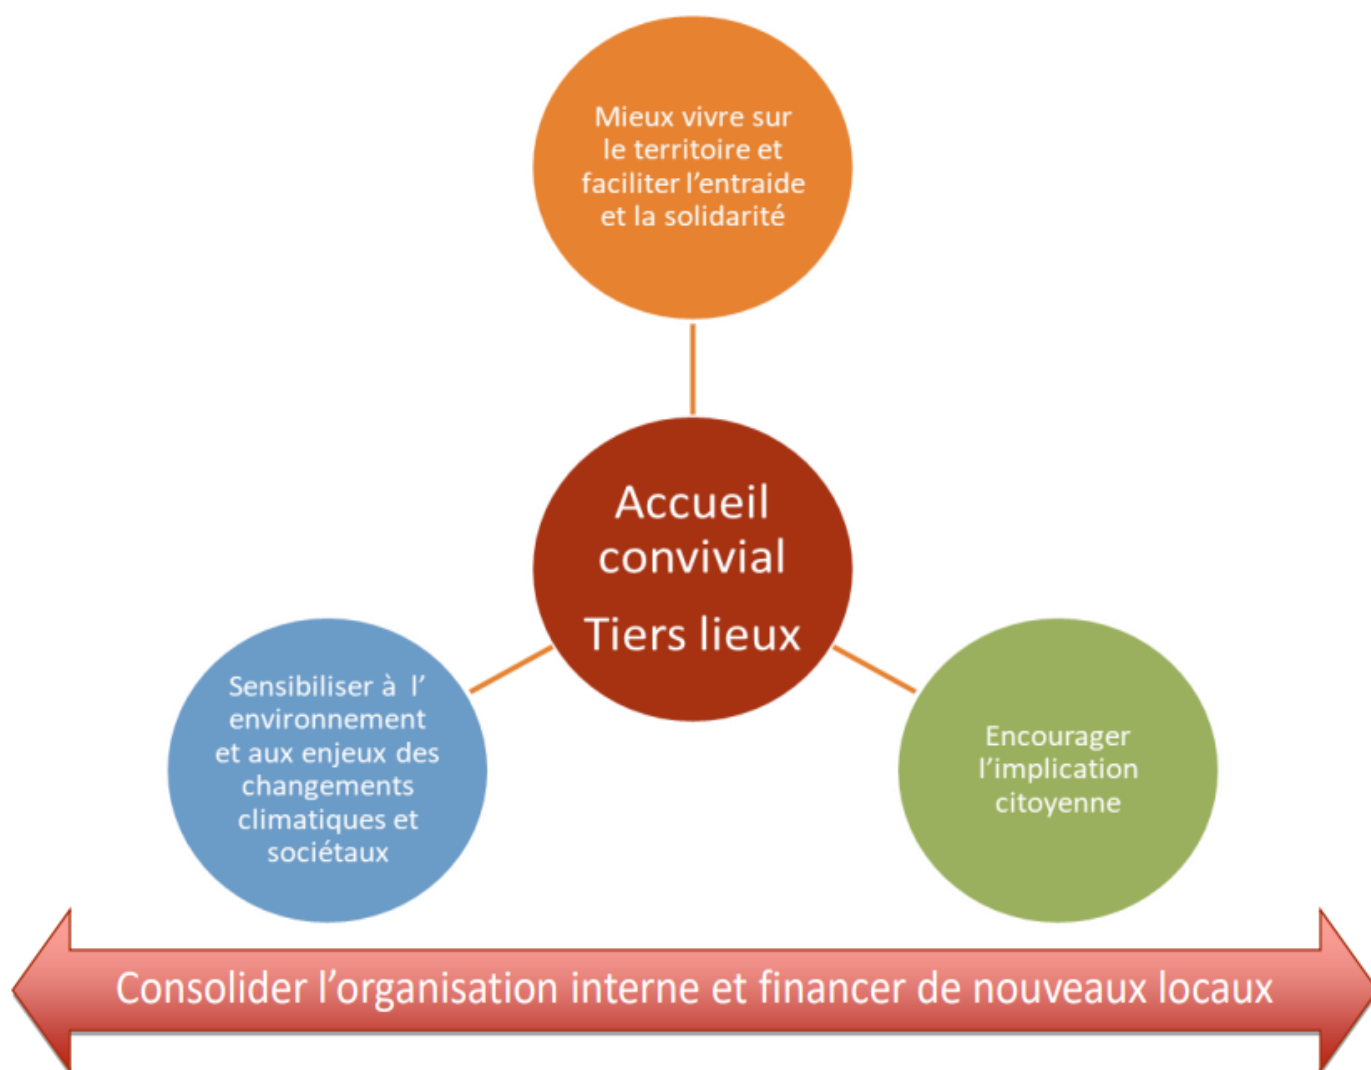 Mieux vivre sur
le territoire et
faciliter l’entraide
et la solidarité
Accueil
convivial
Tiers lieux
Sensibiliser à l’
environnement
et aux enjeux des
changements
climatiques et
sociétaux
Encourager
l’implication
citoyenne
Consolider l’organisation interne et financer de nouveaux locaux